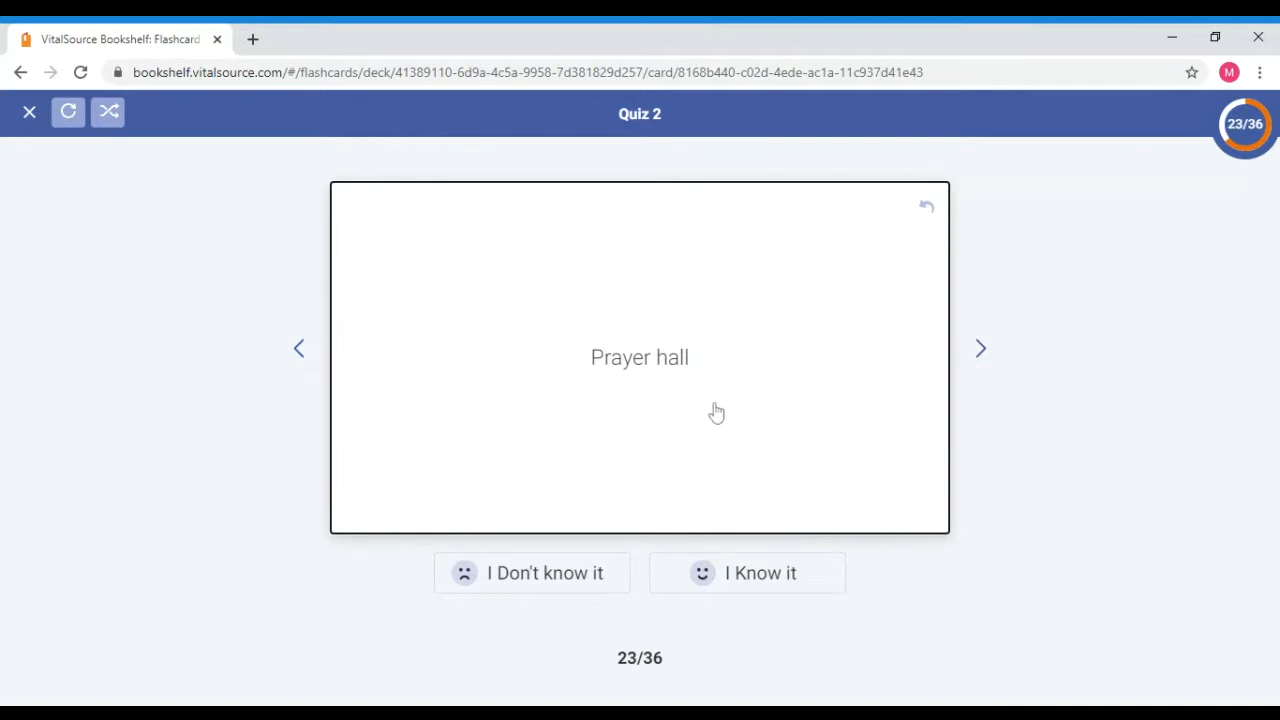 VitalSource Bookshelf: Flashcard
bookshelf.vitalsource.com/#/flashcards/deck/41389110-6d9a-4c5a-9958-7d381829d257/card/8168b440-c02d-4ede-ac1a-11c937d41e43
M
Quiz 2
23/36
Prayer hall
I Don't know it
I Know it
23/36